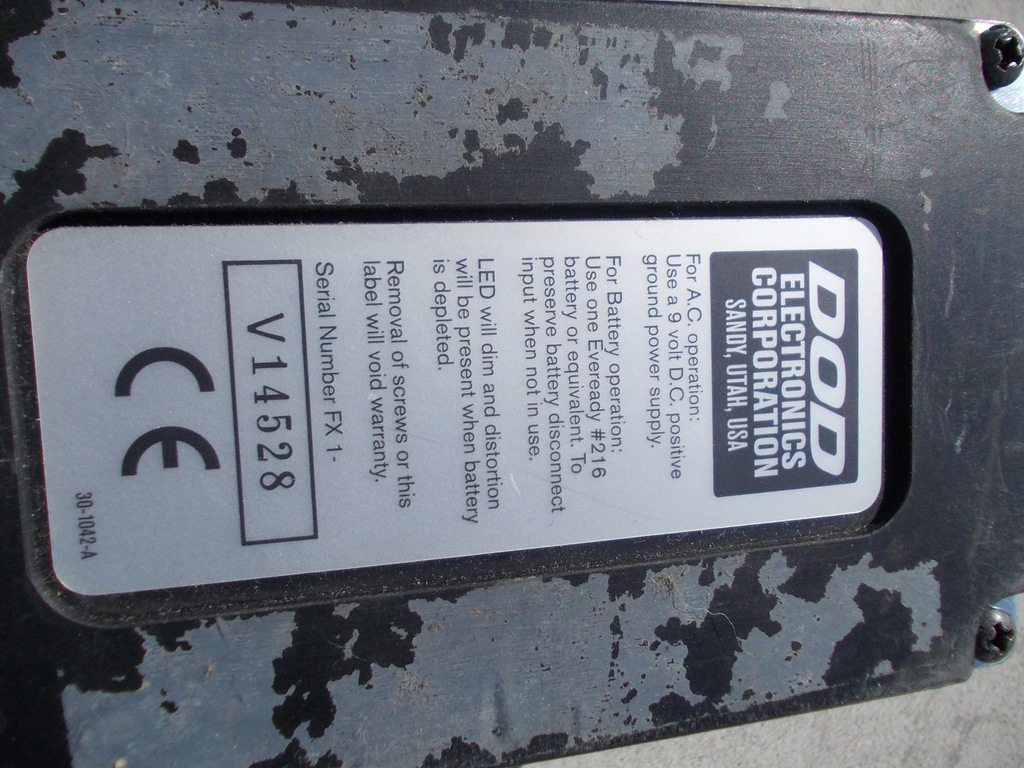 DOD
ELECTRONICS
CORPORATION
SANDY, UTAH, USA
For A.C. operation:
Use a 9 volt D.C. positive
ground power supply.
For Battery operation:
Use one Eveready #216
battery or equivalent. To
preserve battery disconnect
input when not in use.
LED will dim and distortion
will be present when battery
is depleted.
Removal of screws or this
label will void warranty.
Serial Number FX 1-
V14528
CE
30-1042-A